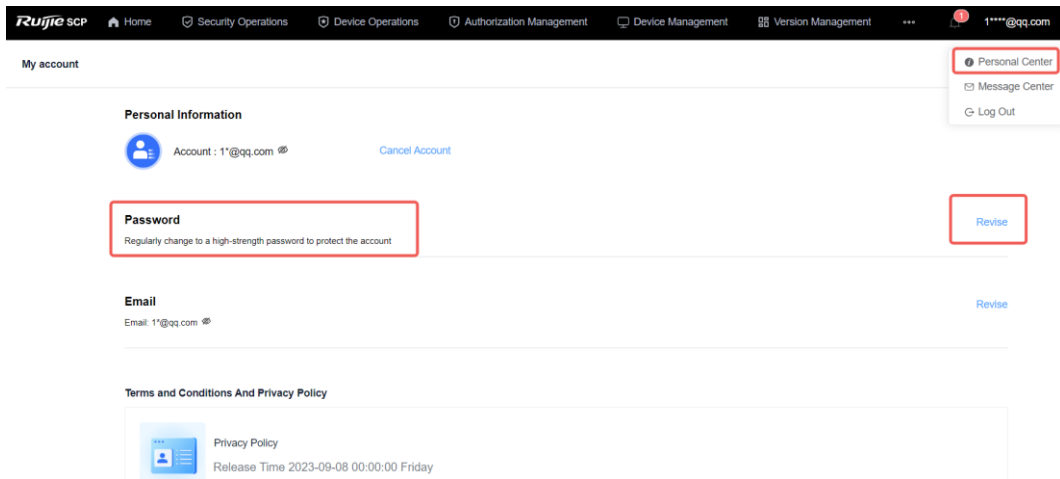 Ruijie SCP Home Security Operations Device Operations Authorization Management Device Management Version Management ••• 1 1****@qq.com
My account
Personal Center
Message Center
Log Out
Personal Information
Account : 1*@qq.com Cancel Account
Password
Revise
Regularly change to a high-strength password to protect the account
Email
Revise
Email: 1*@qq.com
Terms and Conditions And Privacy Policy
Privacy Policy
Release Time 2023-09-08 00:00:00 Friday